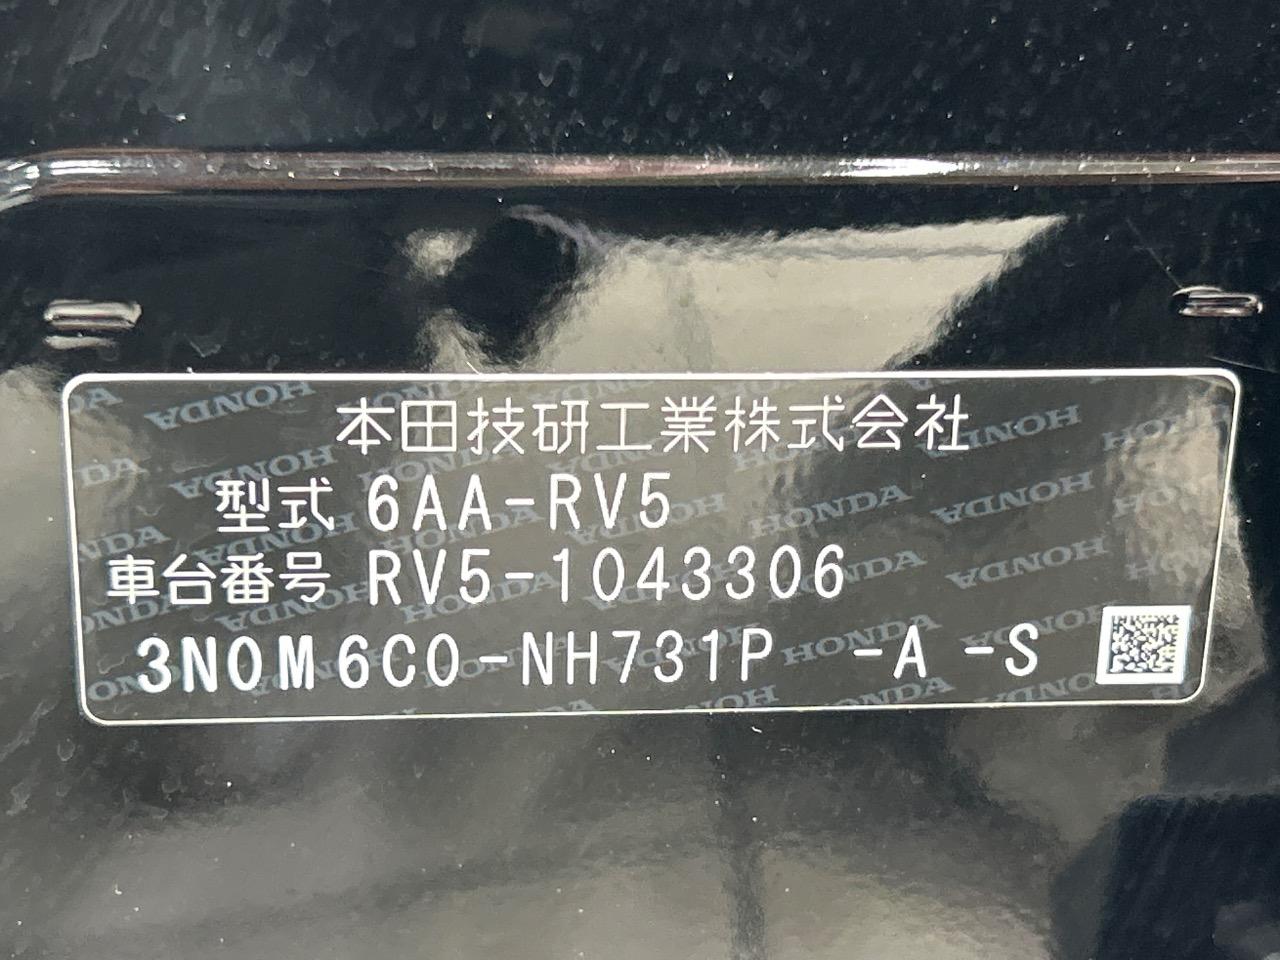 本田技研工業株式会社
型式 6AA-RV5
車台番号 RV5-1043306
3N0M6C0-NH731P -A -S
HONDA